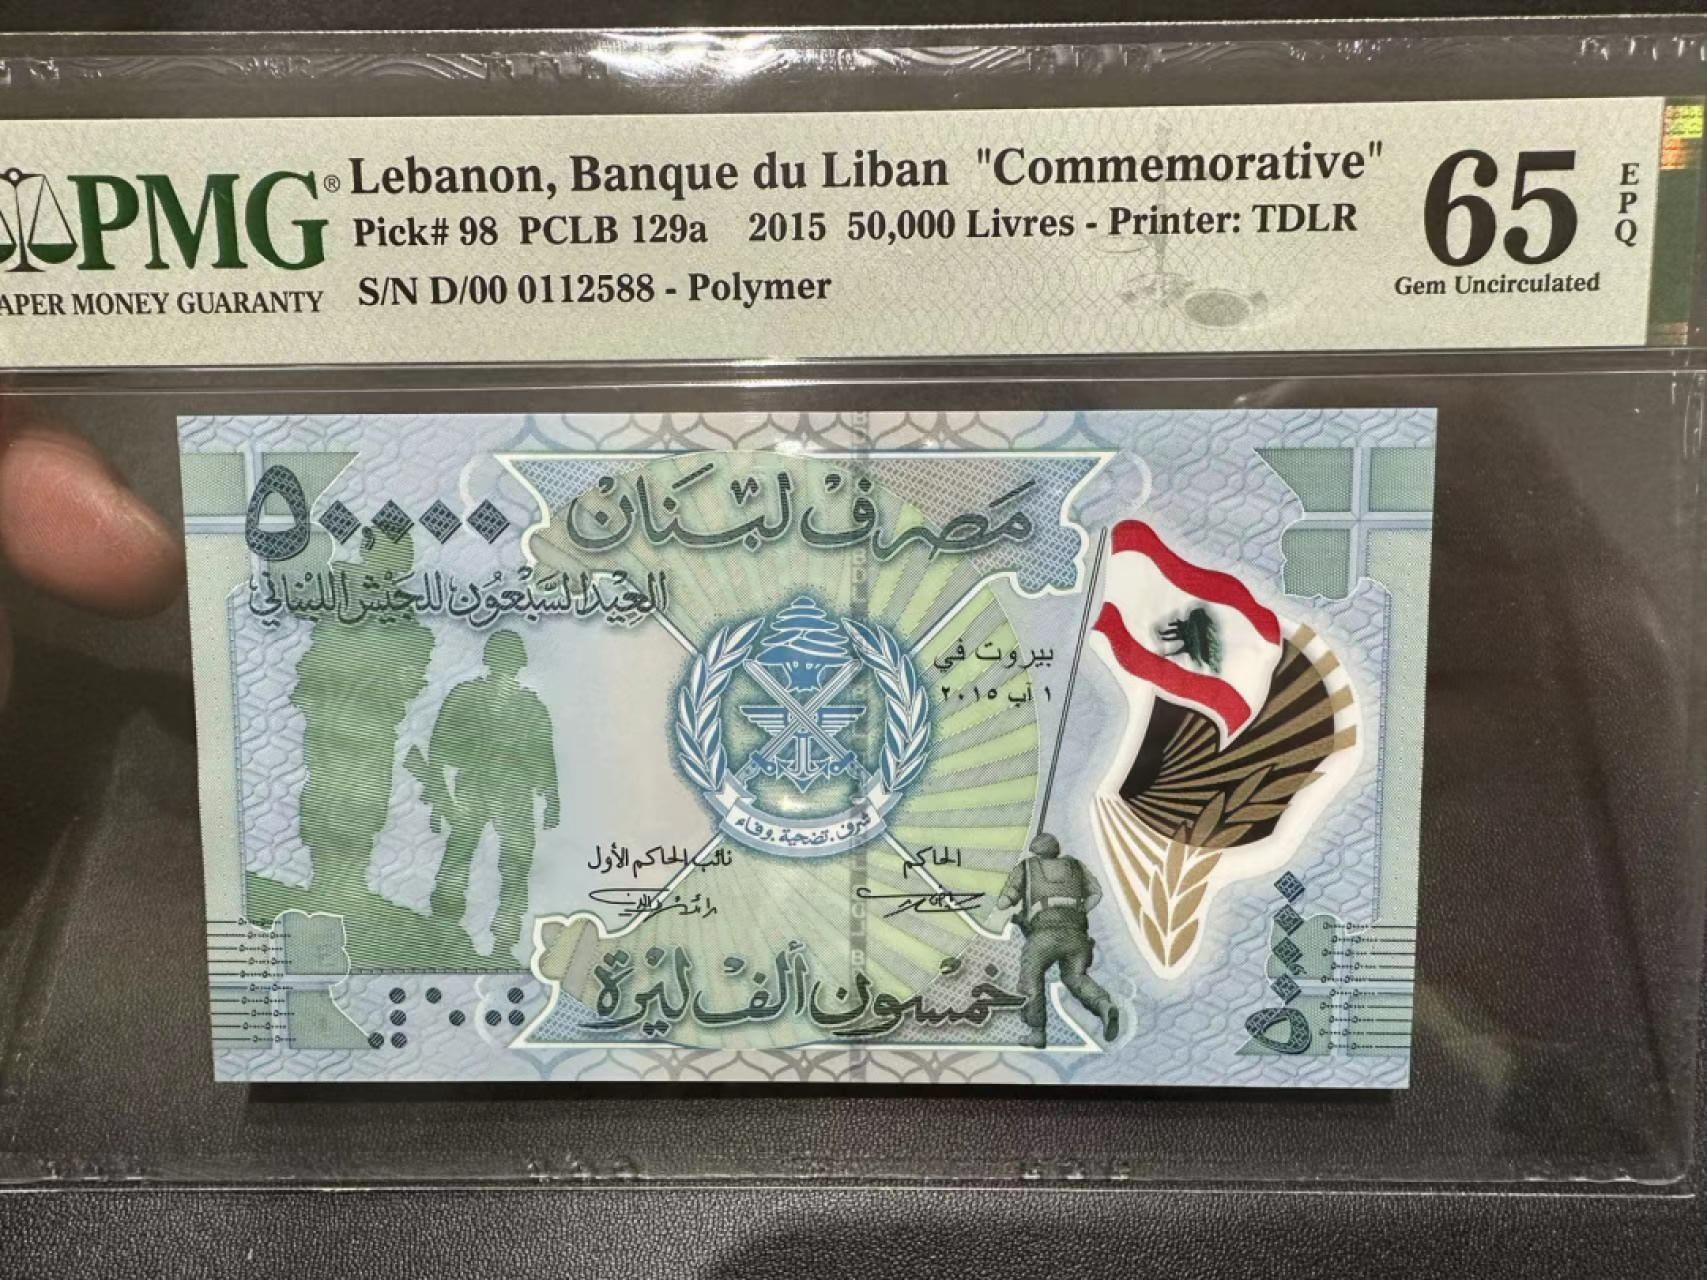 PMG®
APER MONEY GUARANTY
Lebanon, Banque du Liban "Commemorative"
Pick# 98 PCLB 129a 2015 50,000 Livres - Printer: TDLR
S/N D/00 0112588 - Polymer
65
EPQ
Gem Uncirculated
٥٠٠٠٠
مصرف لبنان
العيد السبعون للجيش اللبناني
بيروت في
١ آب ٢٠١٥
شرف. تضحية. وفاء
نائب الحاكم الأول
الحاكم
خمسون ألف ليرة
٥٠٠٠٠